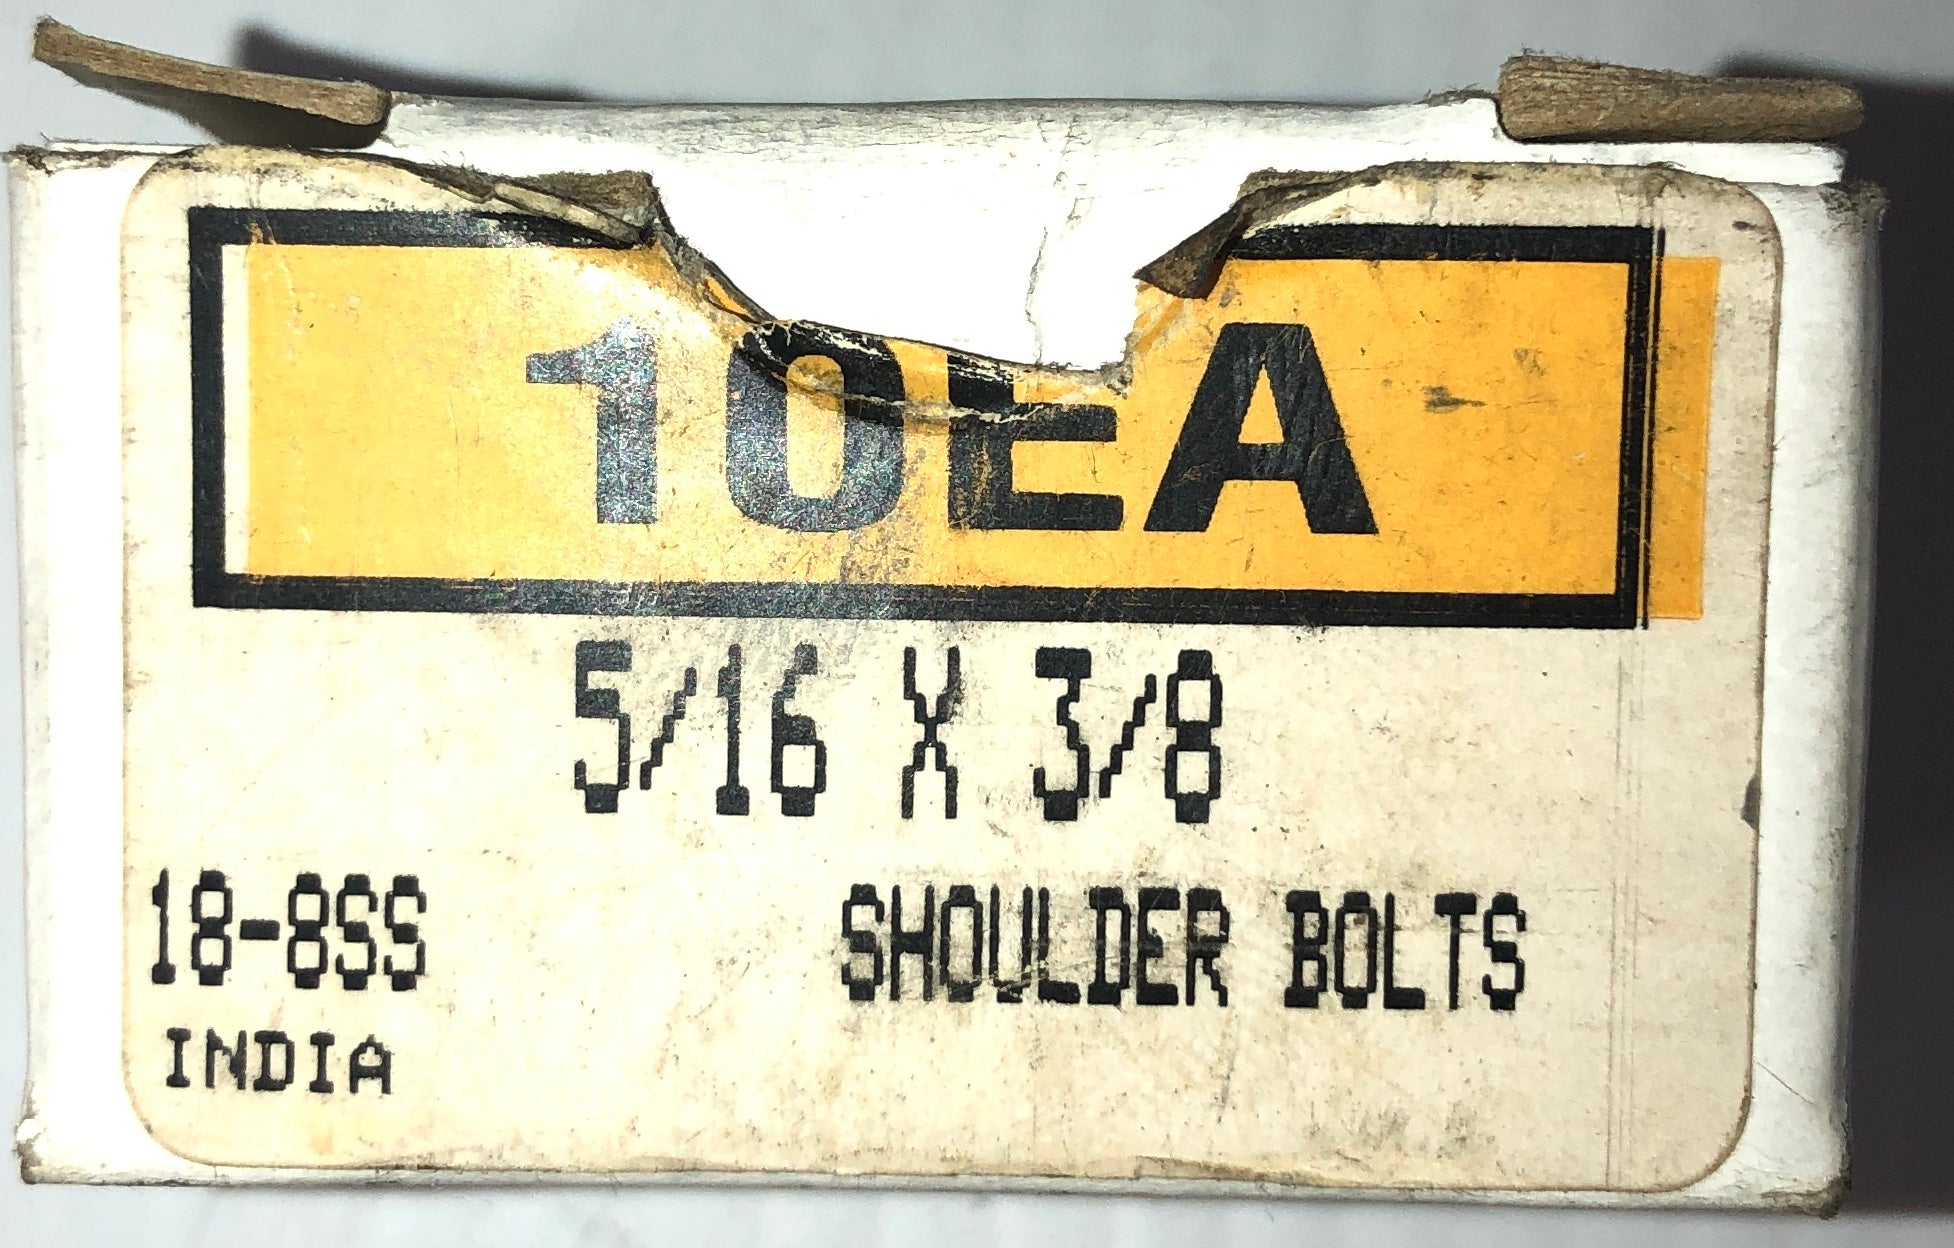 10EA
5/16 X 3/8
18-8SS SHOULDER BOLTS
INDIA